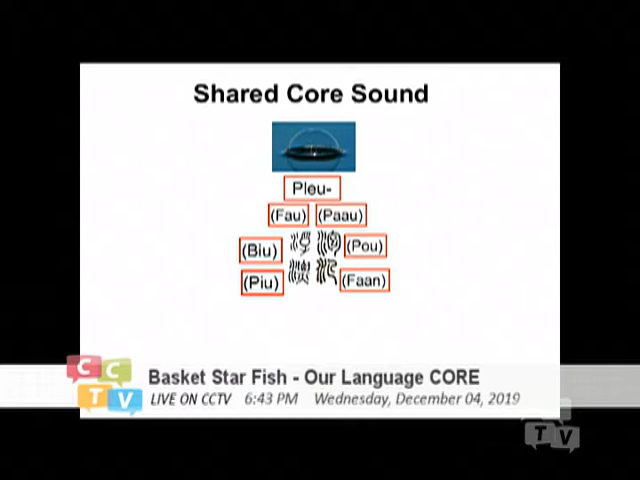 Shared Core Sound
Pleu-
(Fau) (Paau)
(Biu) (Pou)
(Piu) (Faan)
CCTV
Basket Star Fish - Our Language CORE
LIVE ON CCTV 6:43 PM Wednesday, December 04, 2019
TV